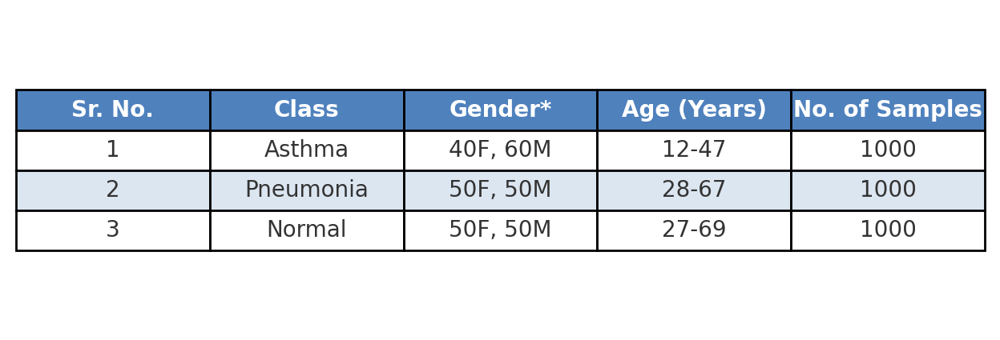 Sr. No. Class Gender* Age (Years) No. of Samples
1 Asthma 40F, 60M 12-47 1000
2 Pneumonia 50F, 50M 28-67 1000
3 Normal 50F, 50M 27-69 1000